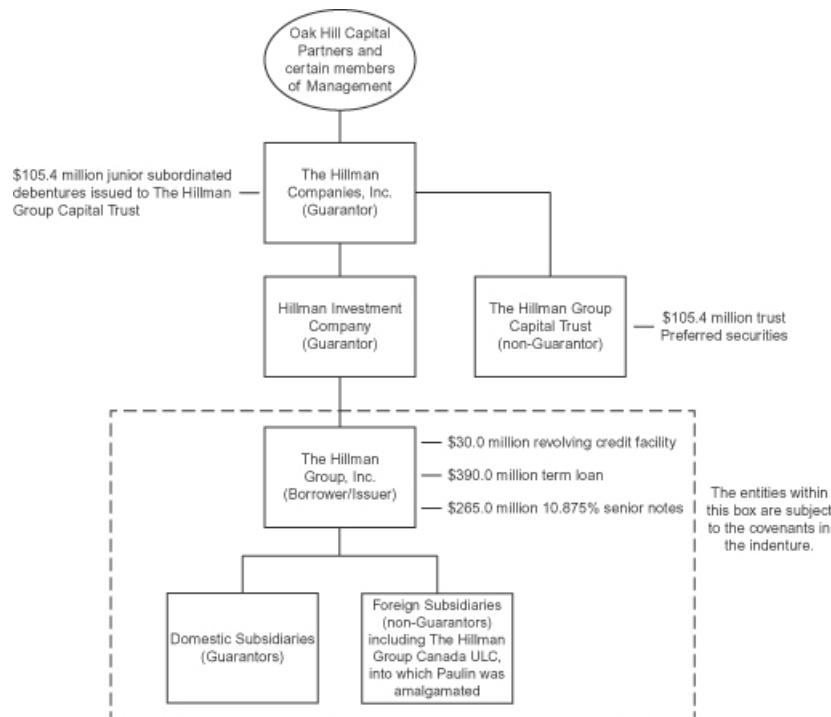 Oak Hill Capital
Partners and
certain members
of Management
$105.4 million junior subordinated
debentures issued to The Hillman
Group Capital Trust
The Hillman
Companies, Inc.
(Guarantor)
Hillman Investment
Company
(Guarantor)
The Hillman Group
Capital Trust
(non-Guarantor)
$105.4 million trust
Preferred securities
The Hillman
Group, Inc.
(Borrower/Issuer)
$30.0 million revolving credit facility
$390.0 million term loan
$265.0 million 10.875% senior notes
The entities within
this box are subject
to the covenants in
the indenture.
Domestic Subsidiaries
(Guarantors)
Foreign Subsidiaries
(non-Guarantors)
including The Hillman
Group Canada ULC,
into which Paulin was
amalgamated